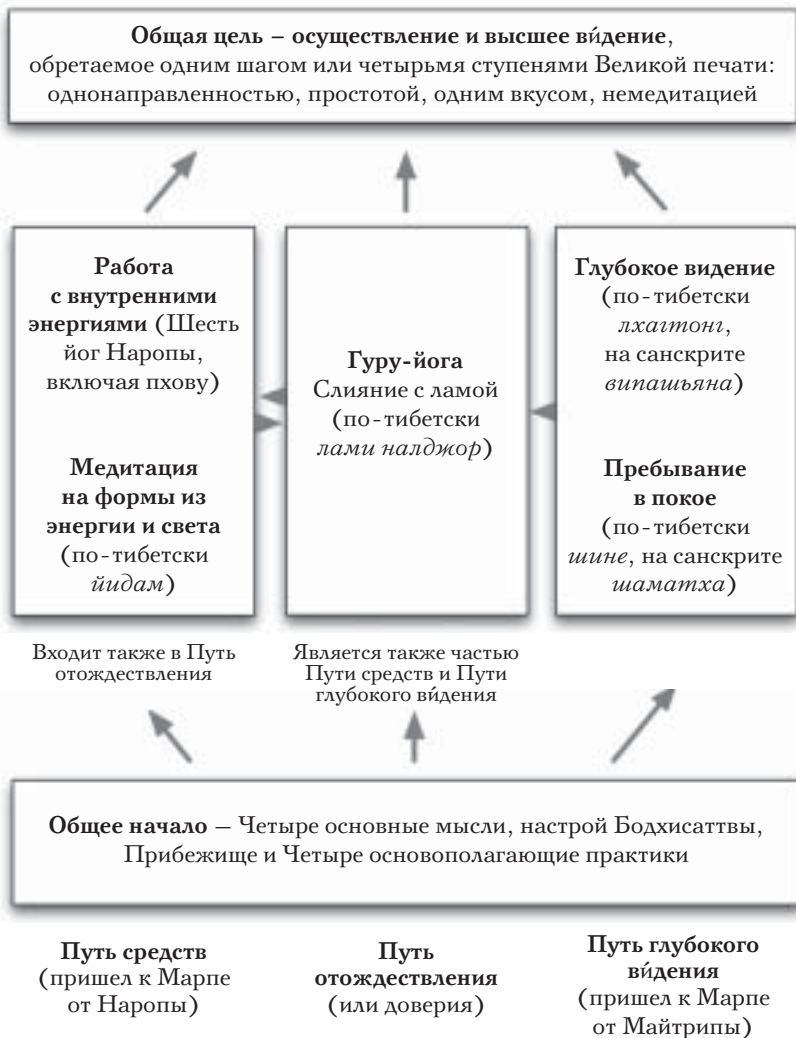 Общая цель – осуществление и высшее ви́дение,
обретаемое одним шагом или четырьмя ступенями Великой печати:
однонаправленностью, простотой, одним вкусом, немедитацией
Работа
с внутренними
энергиями (Шесть
йог Наропы,
включая пхову)
Медитация
на формы из
энергии и света
(по-тибетски
йидам)
Гуру-йога
Слияние с ламой
(по-тибетски
лами налджор)
Глубокое видение
(по-тибетски
лхагтонг,
на санскрите
випашьяна)
Пребывание
в покое
(по-тибетски
шине, на санскрите
шаматха)
Входит также в Путь
отождествления
Является также частью
Пути средств и Пути
глубокого ви́дения
Общее начало – Четыре основные мысли, настрой Бодхисаттвы,
Прибежище и Четыре основополагающие практики
Путь средств
(пришел к Марпе
от Наропы)
Путь
отождествления
(или доверия)
Путь глубокого
ви́дения
(пришел к Марпе
от Майтрипы)